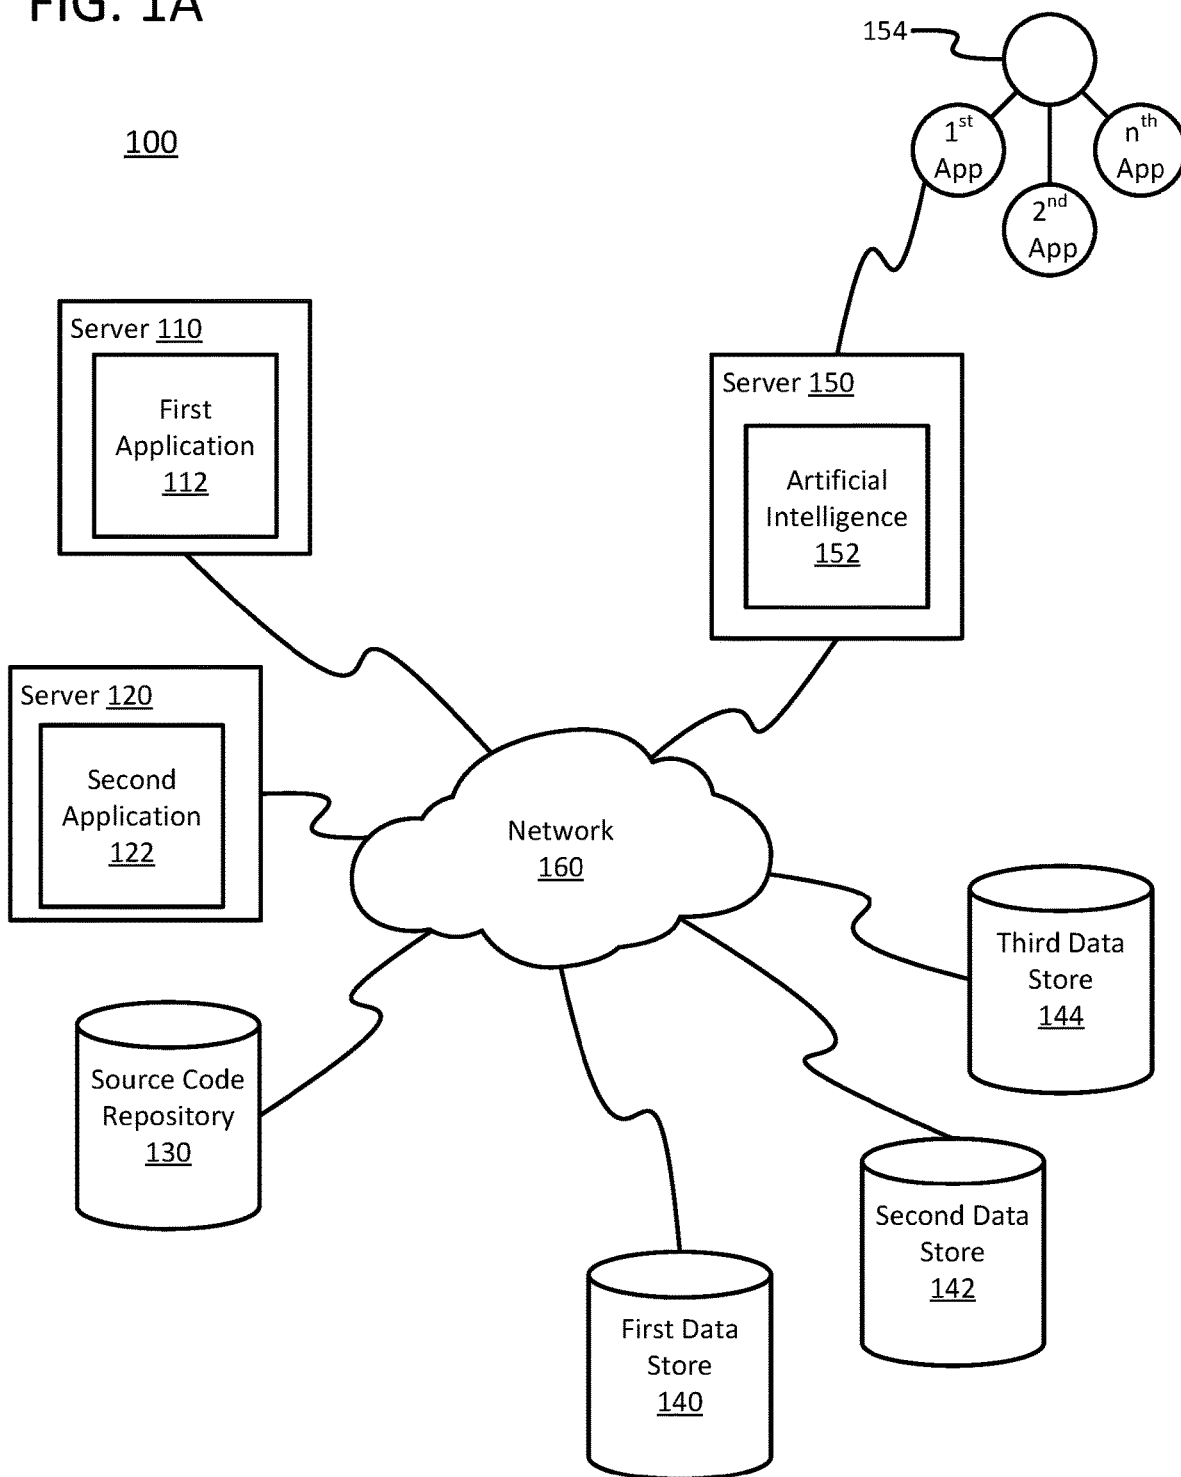 FIG. 1A
154
100
1st
App
nth
App
2nd
App
Server 110
First
Application
112
Server 150
Artificial
Intelligence
152
Server 120
Second
Application
122
Network
160
Third Data
Store
144
Source Code
Repository
130
Second Data
Store
142
First Data
Store
140